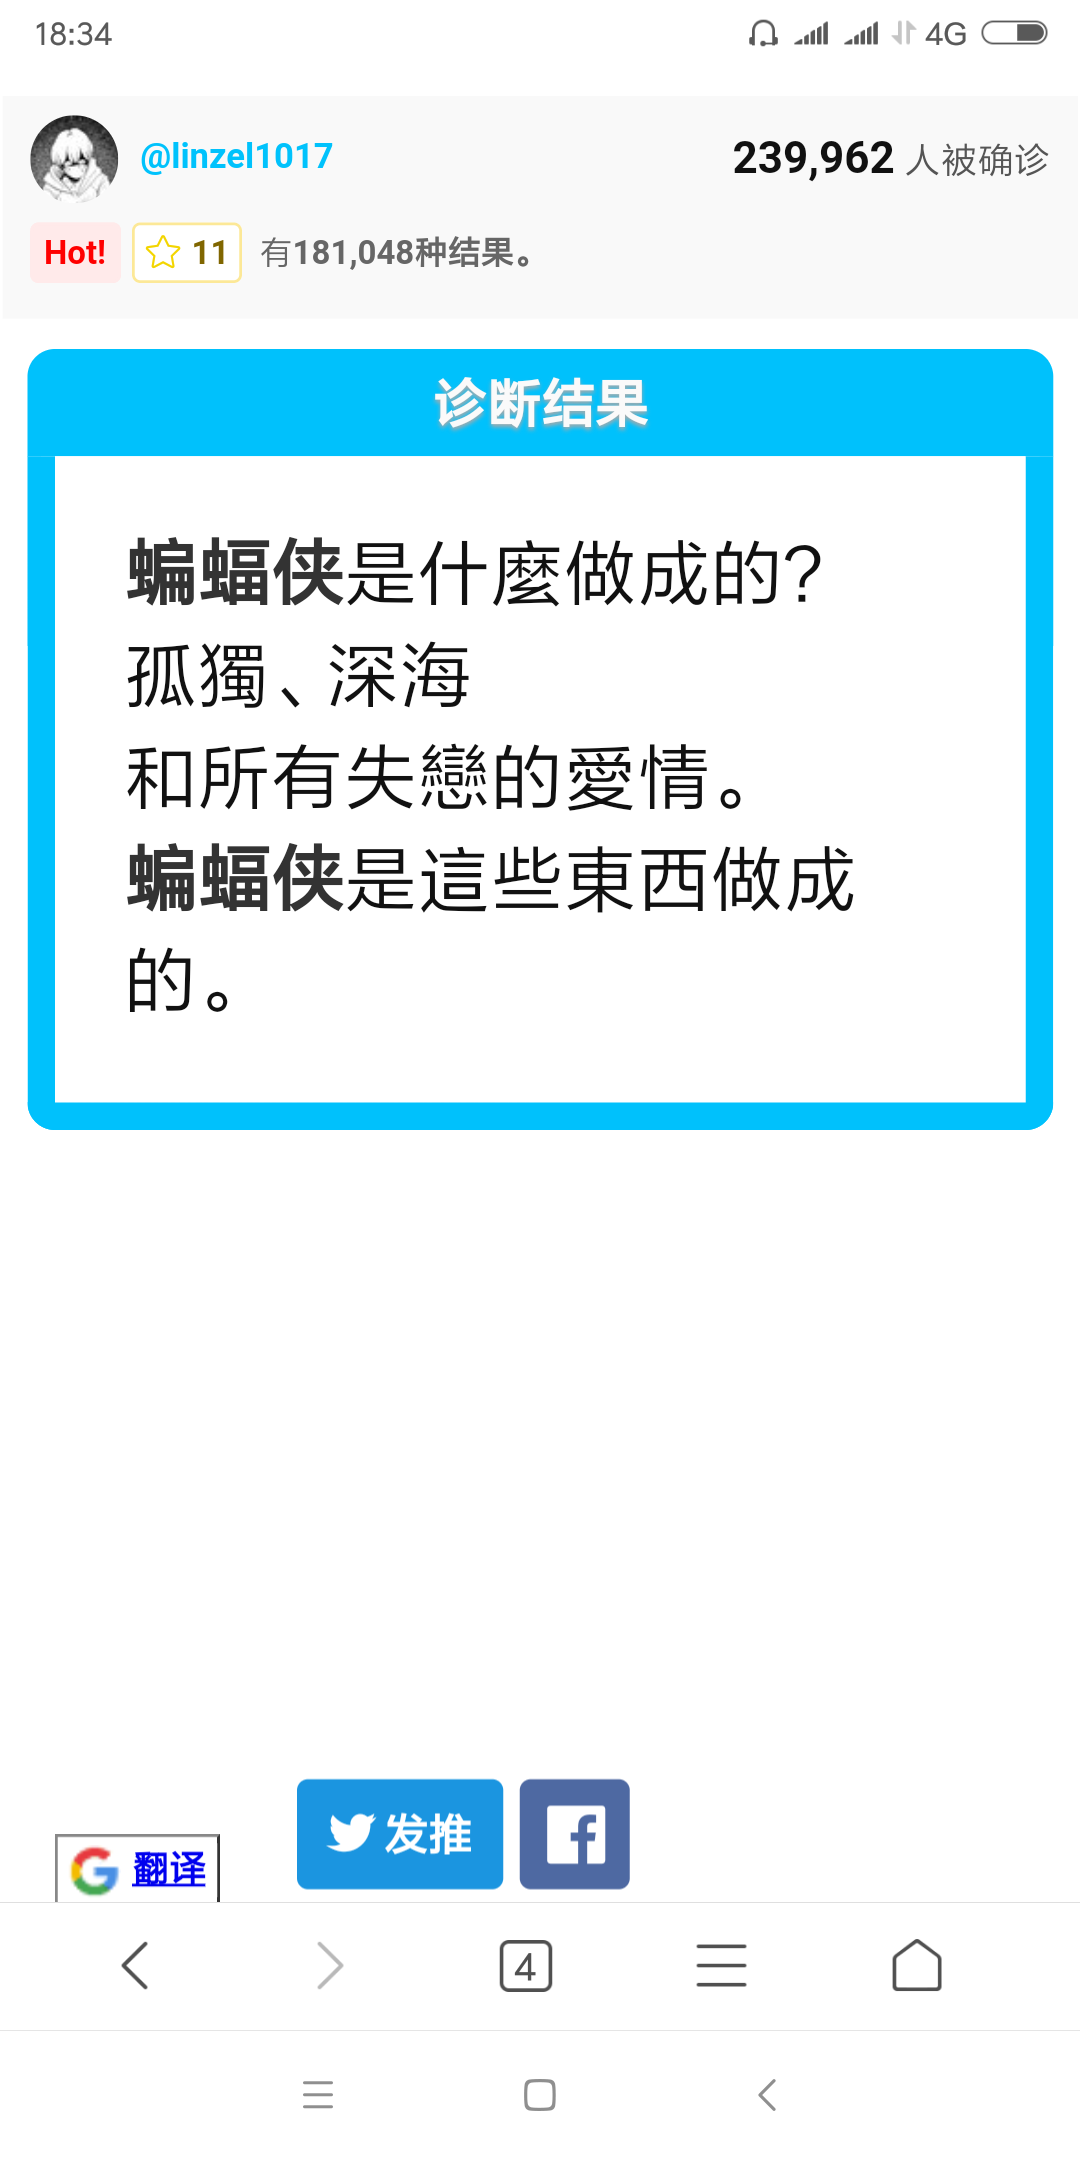 18:34
4G
@linzel1017
239,962 人被确诊
Hot!
11
有181,048种结果。
诊断结果
蝙蝠侠是什麼做成的?
孤獨、深海
和所有失戀的愛情。
蝙蝠侠是這些東西做成
的。
发推
翻译
4